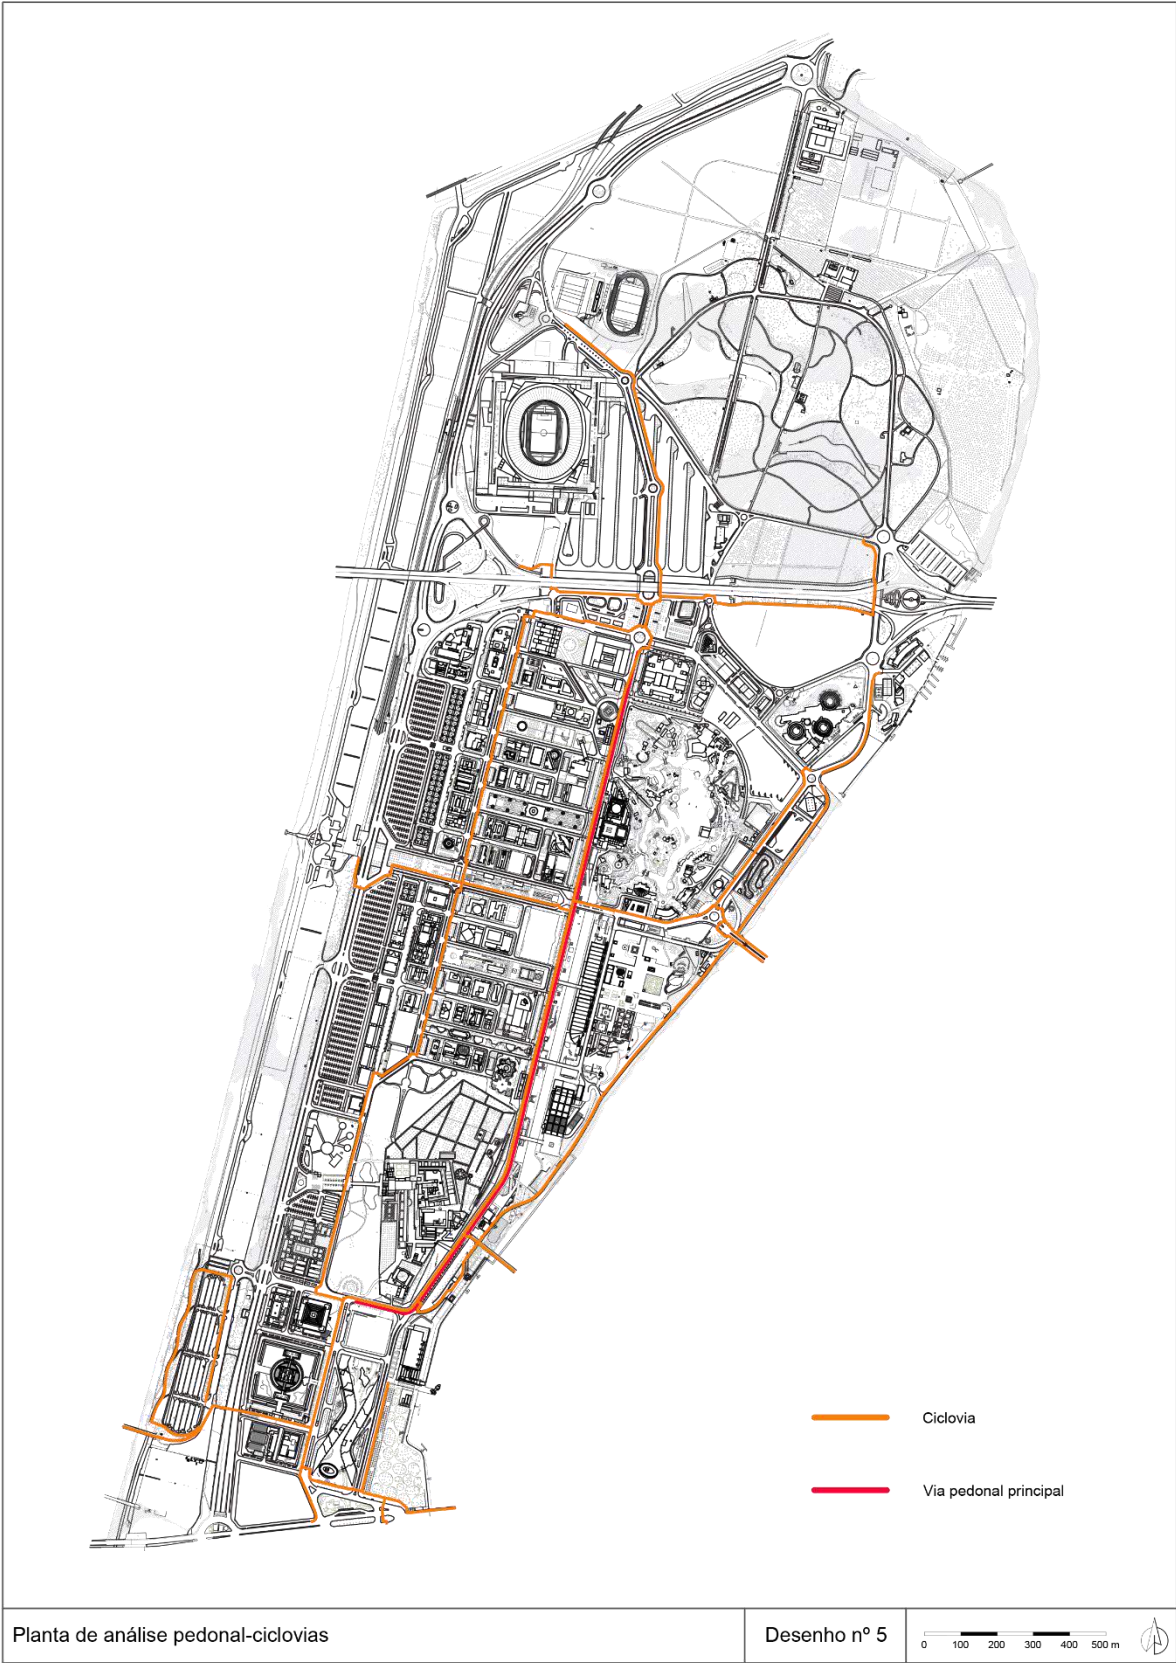 Ciclovia
Via pedonal principal
Planta de análise pedonal-ciclovias
Desenho nº 5
0 100 200 300 400 500 m